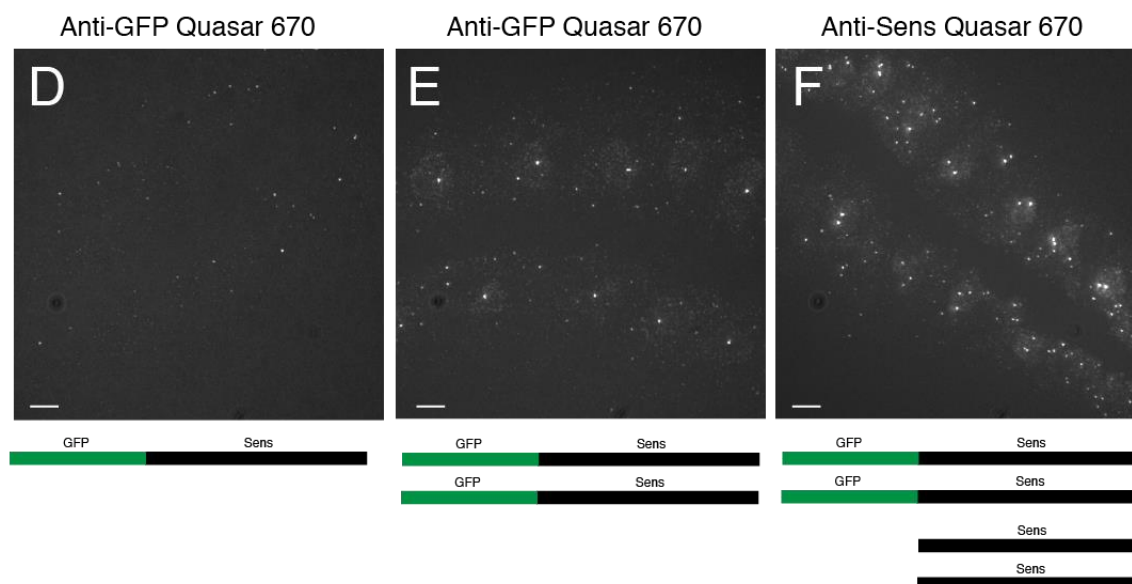 Anti-GFP Quasar 670
Anti-GFP Quasar 670
Anti-Sens Quasar 670
D
E
F
GFP Sens
GFP Sens
GFP Sens
GFP Sens
GFP Sens
Sens
Sens